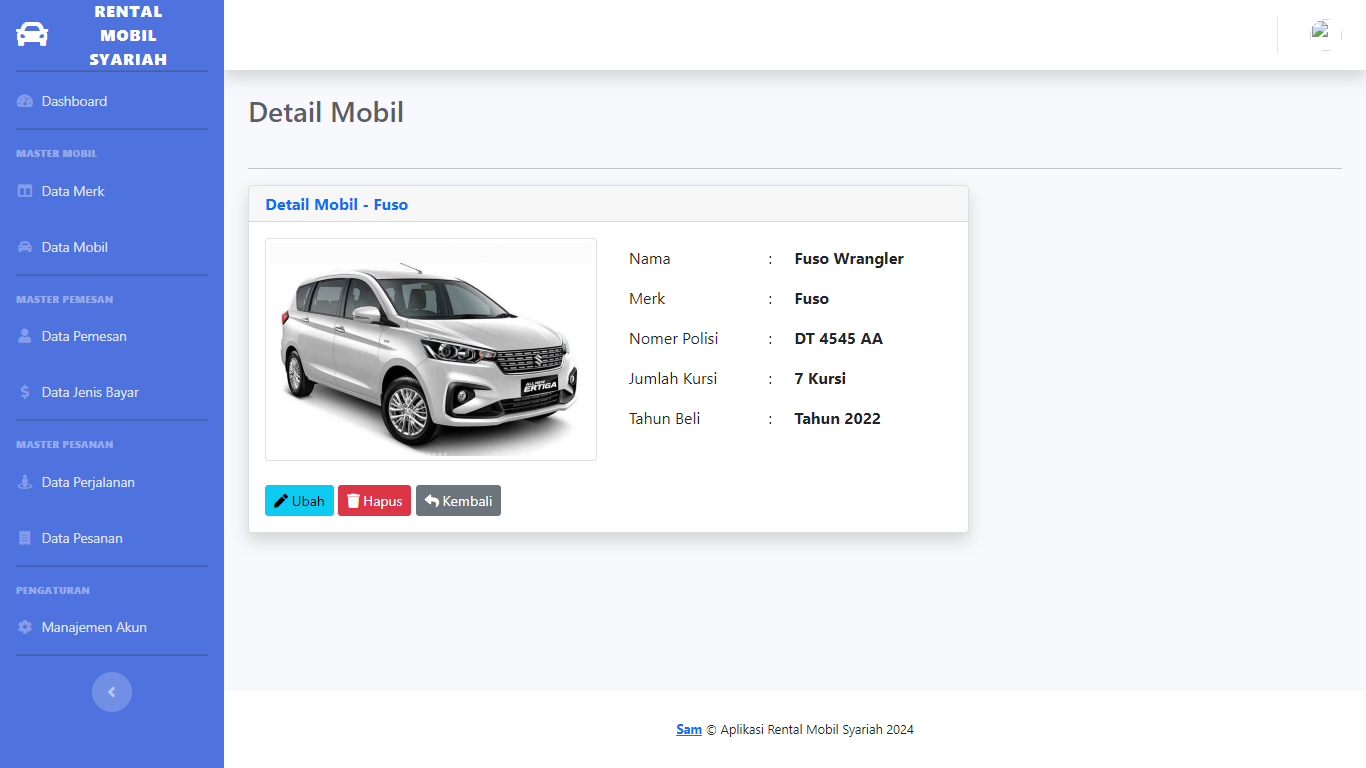 RENTAL
MOBIL
SYARIAH
Dashboard
MASTER MOBIL
Data Merk
Data Mobil
MASTER PEMESAN
Data Pemesan
Data Jenis Bayar
MASTER PESANAN
Data Perjalanan
Data Pesanan
PENGATURAN
Manajemen Akun
Detail Mobil
Detail Mobil - Fuso
ALL NEW
ERTIGA
Nama : Fuso Wrangler
Merk : Fuso
Nomer Polisi : DT 4545 AA
Jumlah Kursi : 7 Kursi
Tahun Beli : Tahun 2022
Ubah Hapus Kembali
Sam © Aplikasi Rental Mobil Syariah 2024